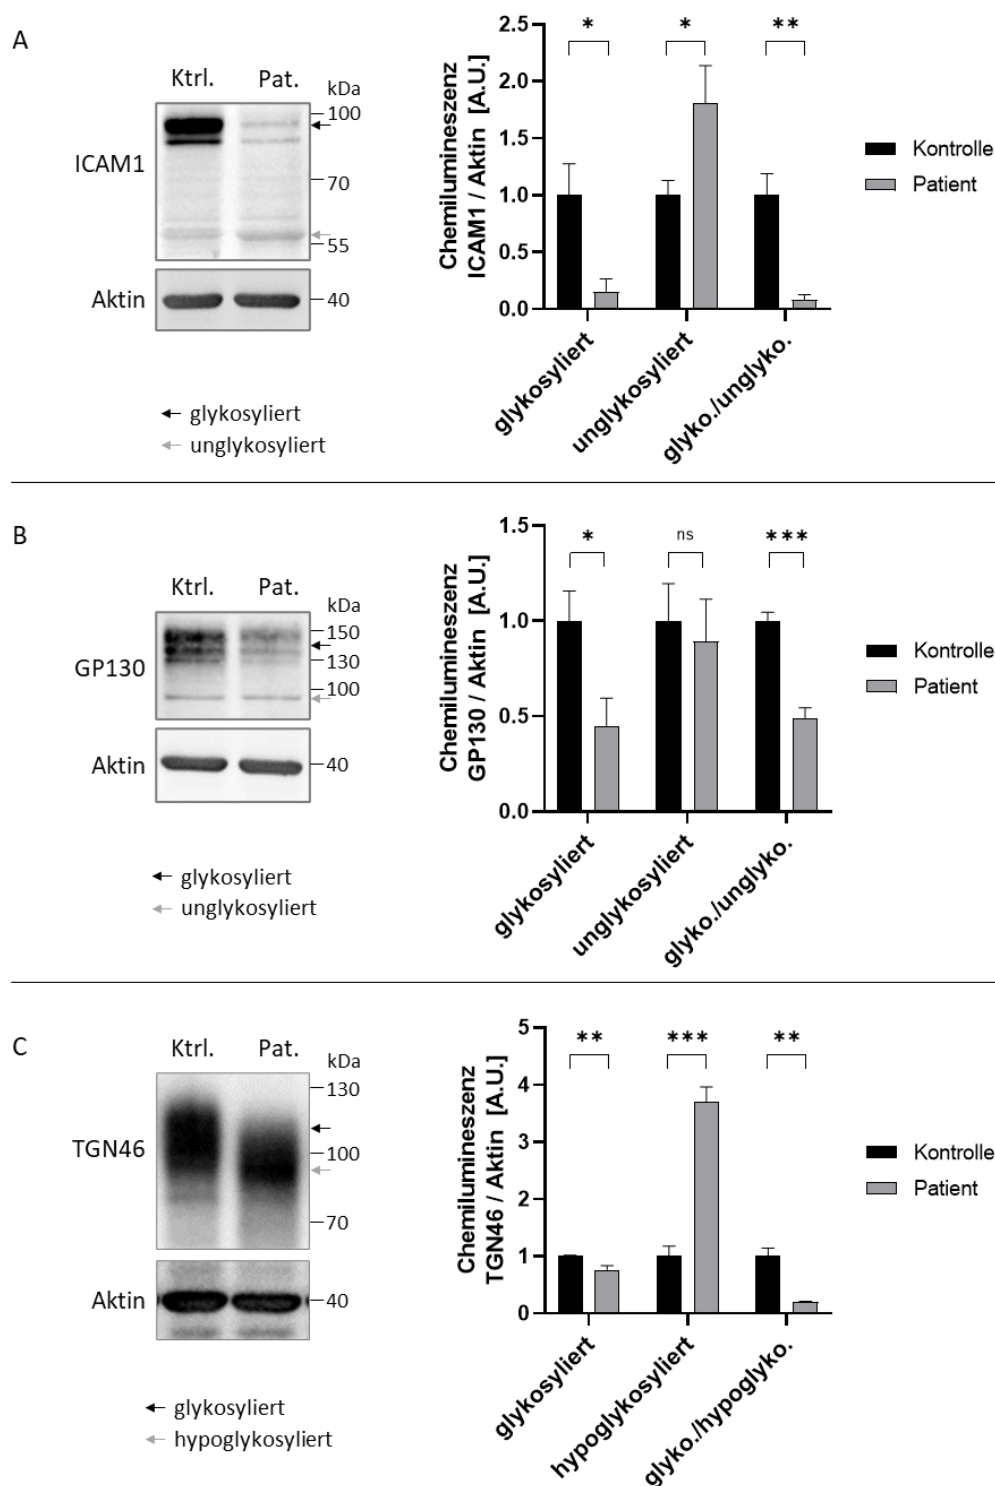 A
Ktrl. Pat.
kDa
100
ICAM1
70
55
Aktin
40
glykosyliert
unglykosyliert
Chemilumineszenz
ICAM1 / Aktin [A.U.]
2.5
2.0
1.5
1.0
0.5
0.0
* * **
glykosyliert
unglykosyliert
glyko./unglyko.
Kontrolle
Patient
B
Ktrl. Pat.
kDa
150
130
GP130
100
Aktin
40
glykosyliert
unglykosyliert
Chemilumineszenz
GP130 / Aktin [A.U.]
1.5
1.0
0.5
0.0
* ns ***
glykosyliert
unglykosyliert
glyko./unglyko.
Kontrolle
Patient
C
Ktrl. Pat.
kDa
130
TGN46
100
70
Aktin
40
glykosyliert
hypoglykosyliert
Chemilumineszenz
TGN46 / Aktin [A.U.]
5
4
3
2
1
0
** *** **
glykosyliert
hypoglykosyliert
glyko./hypoglyko.
Kontrolle
Patient